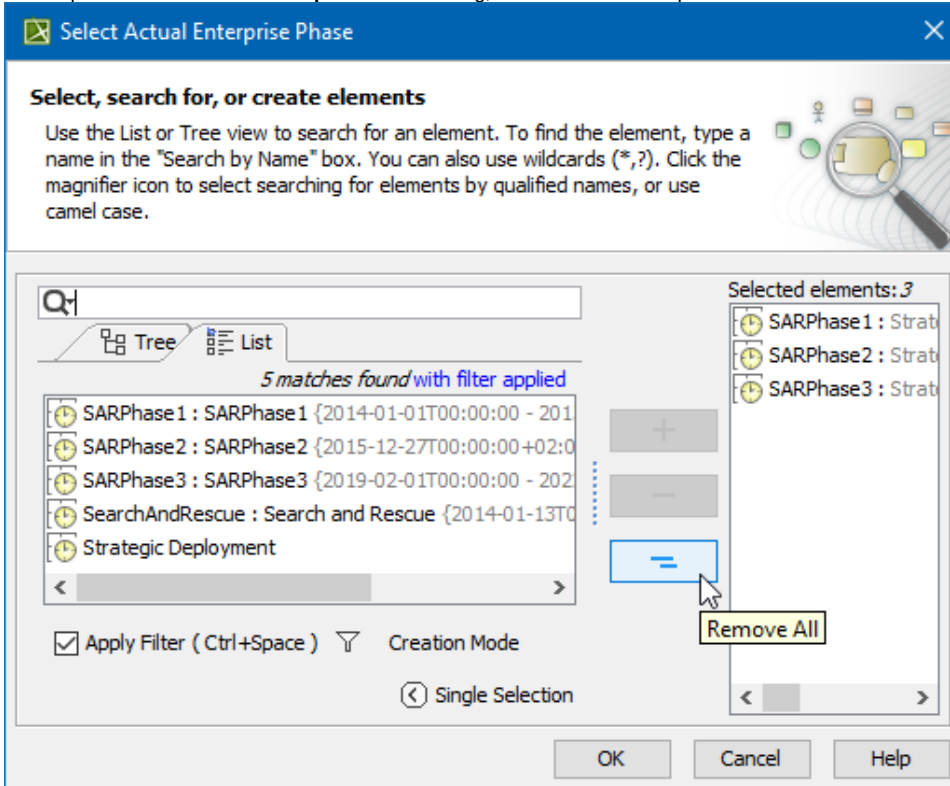 Select Actual Enterprise Phase
Select, search for, or create elements
Use the List or Tree view to search for an element. To find the element, type a
name in the "Search by Name" box. You can also use wildcards (*,?). Click the
magnifier icon to select searching for elements by qualified names, or use
camel case.
Selected elements:3
SARPhase1 : Strat
SARPhase2 : Strat
SARPhase3 : Strat
Tree
List
5 matches found with filter applied
SARPhase1 : SARPhase1 {2014-01-01T00:00:00 - 201
SARPhase2 : SARPhase2 {2015-12-27T00:00:00+02:0
SARPhase3 : SARPhase3 {2019-02-01T00:00:00 - 202
SearchAndRescue : Search and Rescue {2014-01-13T0
Strategic Deployment
Remove All
Apply Filter ( Ctrl+Space )
Creation Mode
Single Selection
OK
Cancel
Help